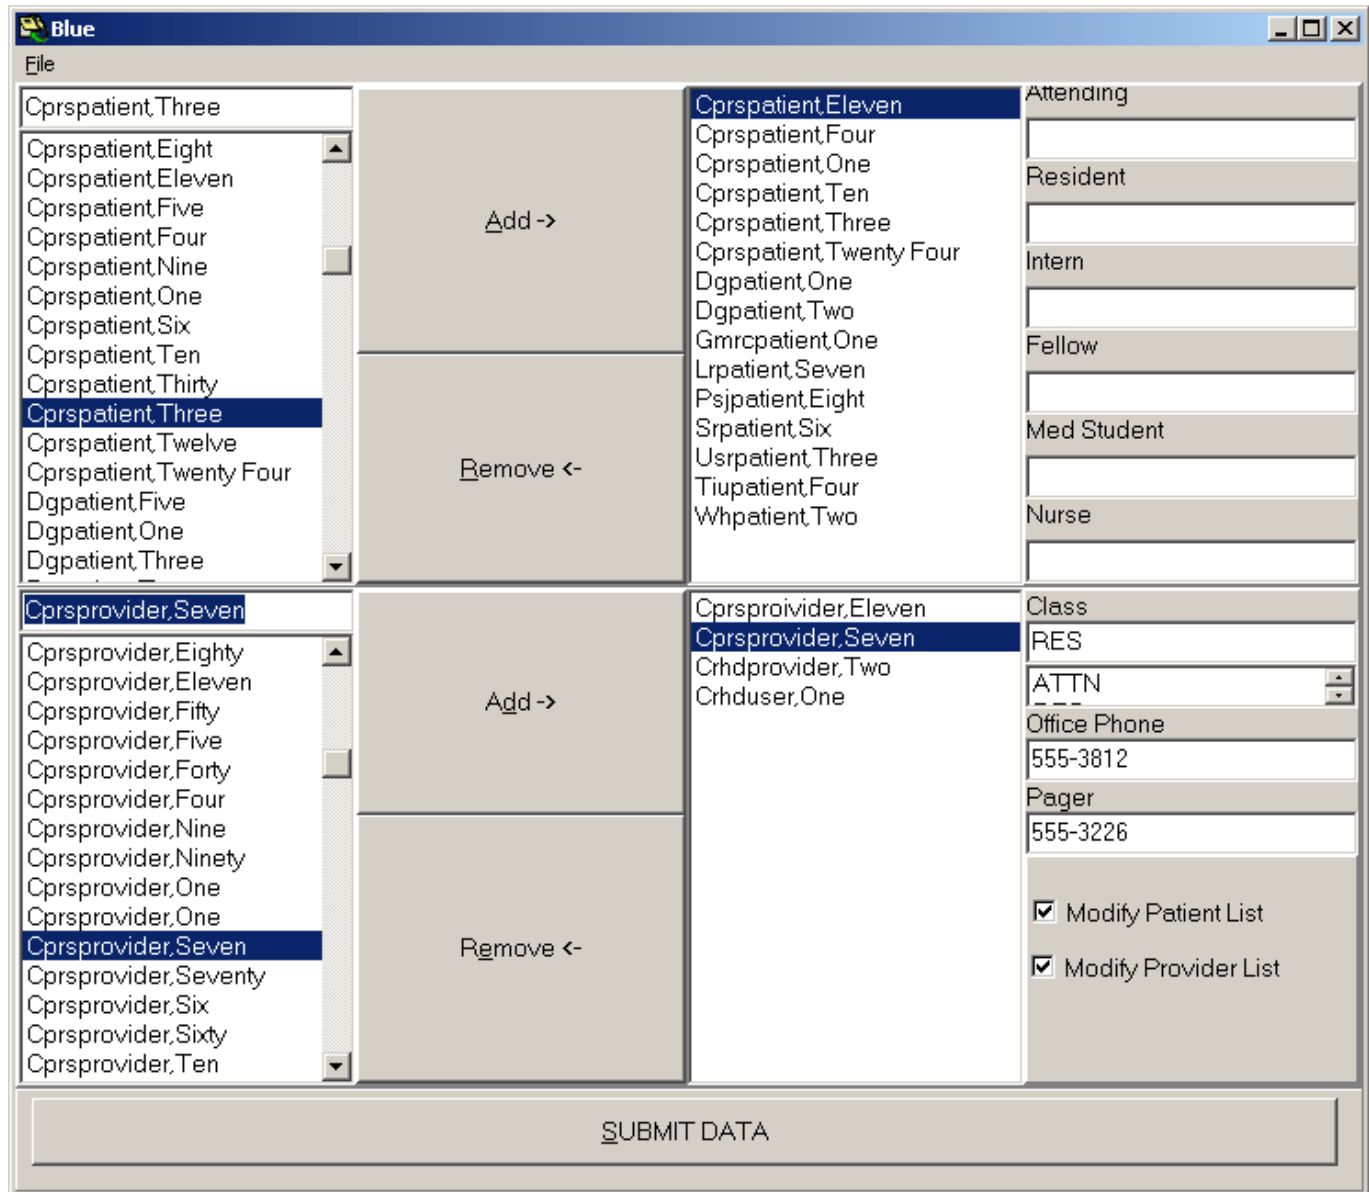 Blue
File
Cprspatient,Three
Cprspatient,Eight
Cprspatient,Eleven
Cprspatient,Five
Cprspatient,Four
Cprspatient,Nine
Cprspatient,One
Cprspatient,Six
Cprspatient,Ten
Cprspatient,Thirty
Cprspatient,Three
Cprspatient,Twelve
Cprspatient,Twenty Four
Dgpatient,Five
Dgpatient,One
Dgpatient,Three
Add ->
Remove <-
Cprspatient,Eleven
Cprspatient,Four
Cprspatient,One
Cprspatient,Ten
Cprspatient,Three
Cprspatient,Twenty Four
Dgpatient,One
Dgpatient,Two
Gmrcpatient,One
Lrpatient,Seven
Psjpatient,Eight
Srpatient,Six
Usrpatient,Three
Tiupatient,Four
Whpatient,Two
Attending
Resident
Intern
Fellow
Med Student
Nurse
Cprsprovider,Seven
Cprsprovider,Eighty
Cprsprovider,Eleven
Cprsprovider,Fifty
Cprsprovider,Five
Cprsprovider,Forty
Cprsprovider,Four
Cprsprovider,Nine
Cprsprovider,Ninety
Cprsprovider,One
Cprsprovider,One
Cprsprovider,Seven
Cprsprovider,Seventy
Cprsprovider,Six
Cprsprovider,Sixty
Cprsprovider,Ten
Add ->
Remove <-
Cprsproivider,Eleven
Cprsprovider,Seven
Crhdprovider,Two
Crhduser,One
Class
RES
ATTN
Office Phone
555-3812
Pager
555-3226
Modify Patient List
Modify Provider List
SUBMIT DATA